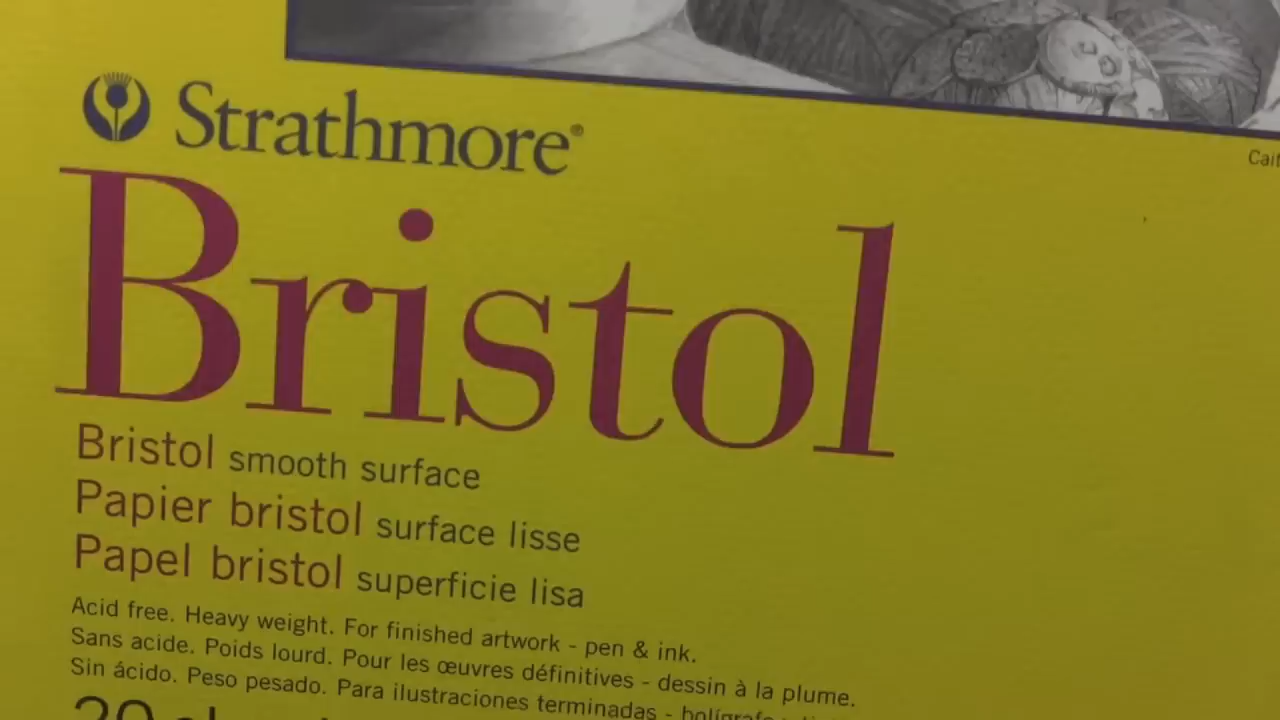 Strathmore®
Bristol
Bristol smooth surface
Papier bristol surface lisse
Papel bristol superficie lisa
Acid free. Heavy weight. For finished artwork - pen & ink.
Sans acide. Poids lourd. Pour les œuvres définitives - dessin à la plume.
Sin ácido. Peso pesado. Para ilustraciones terminadas -
20